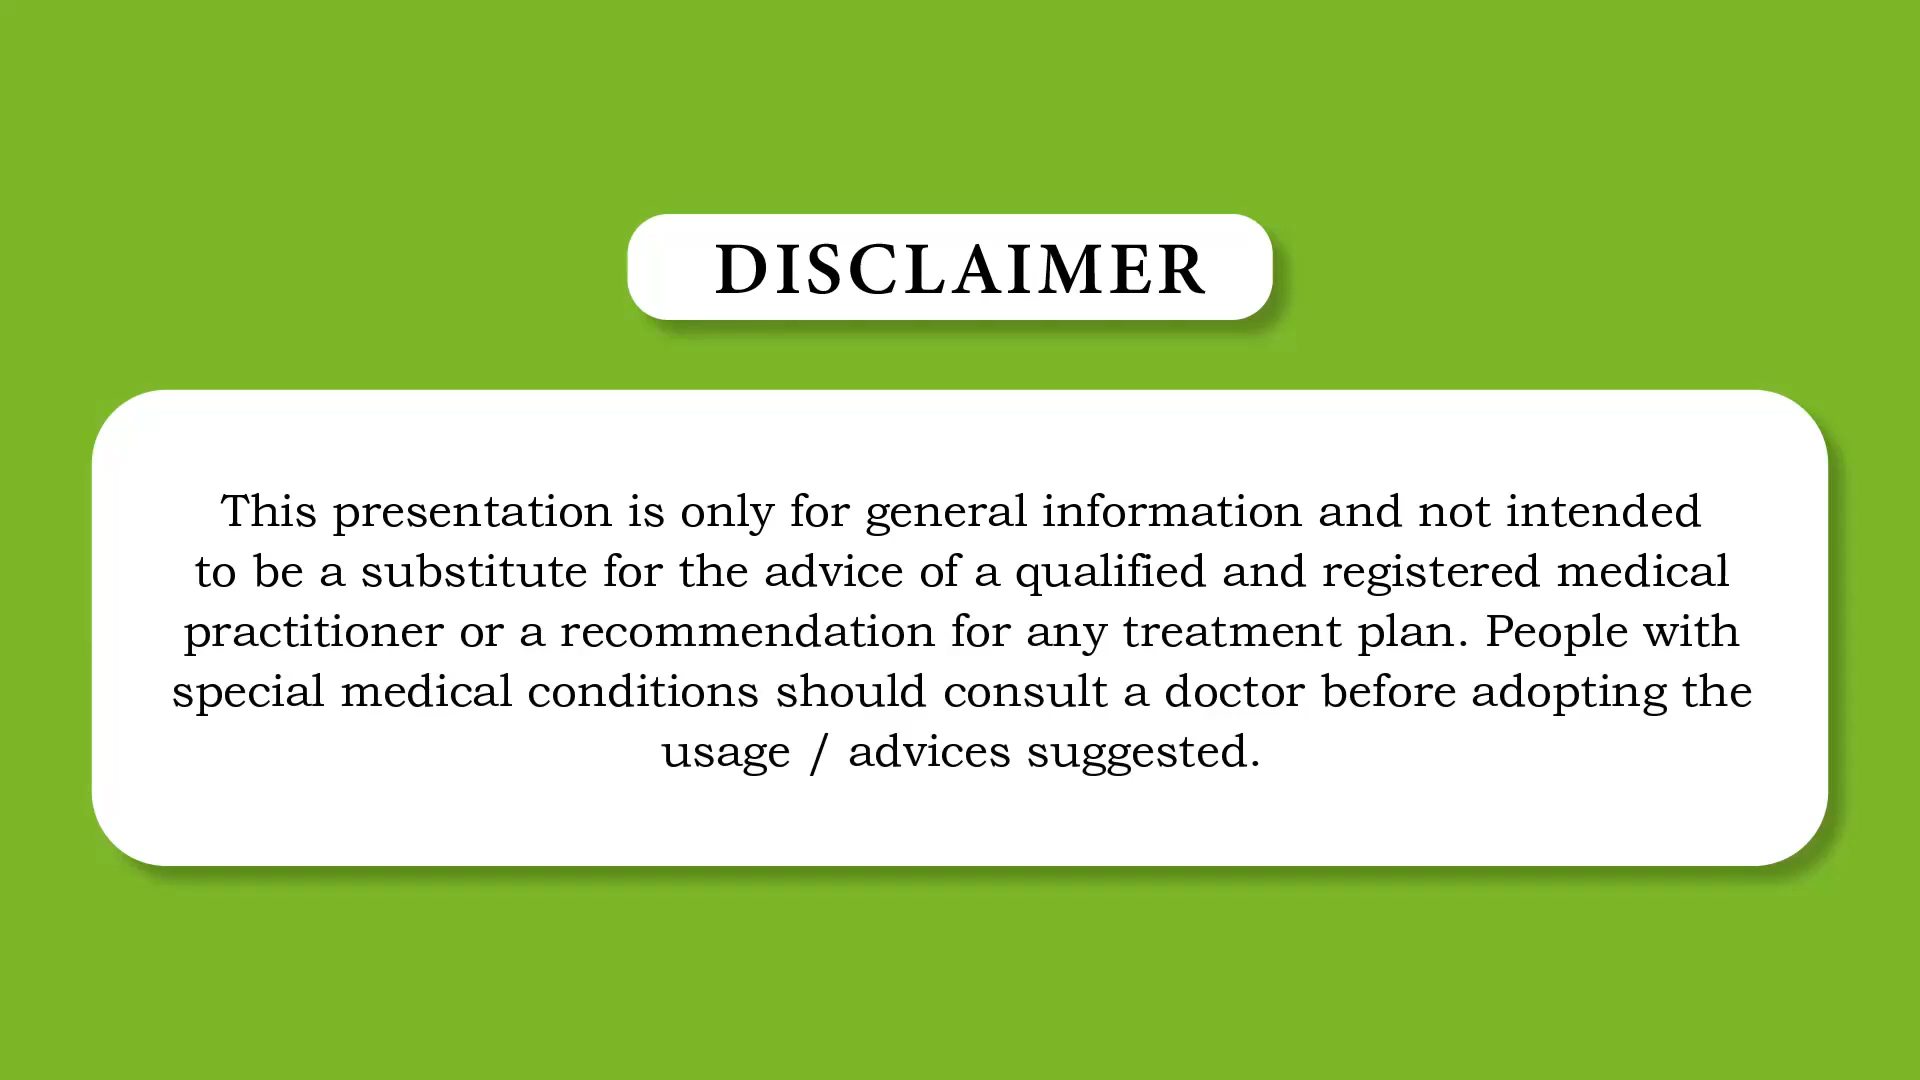 DISCLAIMER
This presentation is only for general information and not intended
to be a substitute for the advice of a qualified and registered medical
practitioner or a recommendation for any treatment plan. People with
special medical conditions should consult a doctor before adopting the
usage / advices suggested.